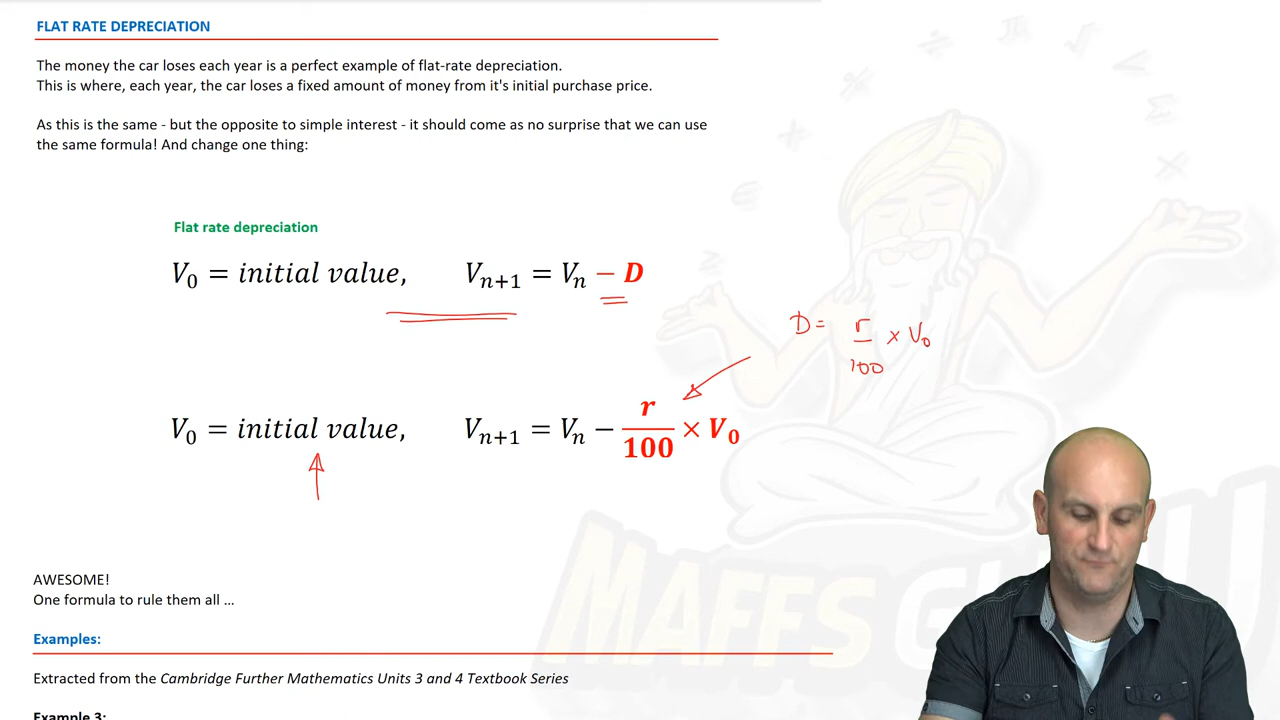 FLAT RATE DEPRECIATION
The money the car loses each year is a perfect example of flat-rate depreciation.
This is where, each year, the car loses a fixed amount of money from it's initial purchase price.
As this is the same - but the opposite to simple interest - it should come as no surprise that we can use
the same formula! And change one thing:
Flat rate depreciation
V₀ = initial value, Vₙ₊₁ = Vₙ − D
D = r/100 × V₀
V₀ = initial value, Vₙ₊₁ = Vₙ − r/100 × V₀
AWESOME!
One formula to rule them all ...
Examples:
Extracted from the Cambridge Further Mathematics Units 3 and 4 Textbook Series
Example 3: